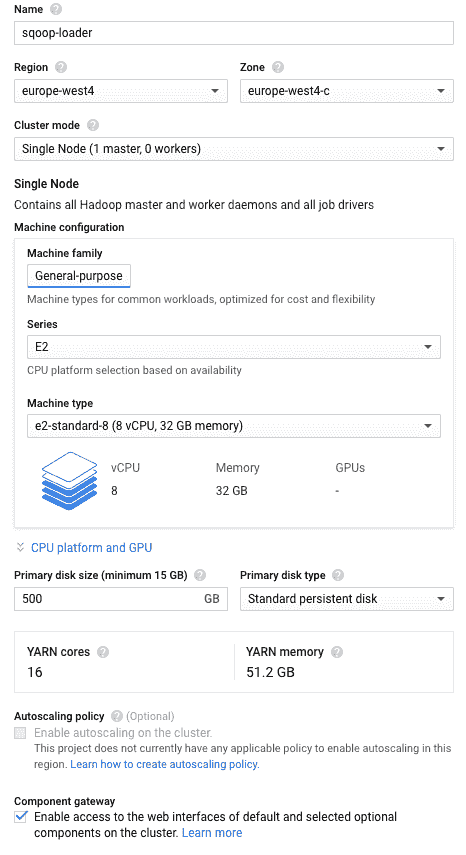 Name
sqoop-loader
Region Zone
europe-west4 europe-west4-c
Cluster mode
Single Node (1 master, 0 workers)
Single Node
Contains all Hadoop master and worker daemons and all job drivers
Machine configuration
Machine family
General-purpose
Machine types for common workloads, optimized for cost and flexibility
Series
E2
CPU platform selection based on availability
Machine type
e2-standard-8 (8 vCPU, 32 GB memory)
vCPU Memory GPUs
8 32 GB -
CPU platform and GPU
Primary disk size (minimum 15 GB) Primary disk type
500 GB Standard persistent disk
YARN cores YARN memory
16 51.2 GB
Autoscaling policy (Optional)
Enable autoscaling on the cluster.
This project does not currently have any applicable policy to enable autoscaling in this
region. Learn how to create autoscaling policy.
Component gateway
Enable access to the web interfaces of default and selected optional
components on the cluster. Learn more